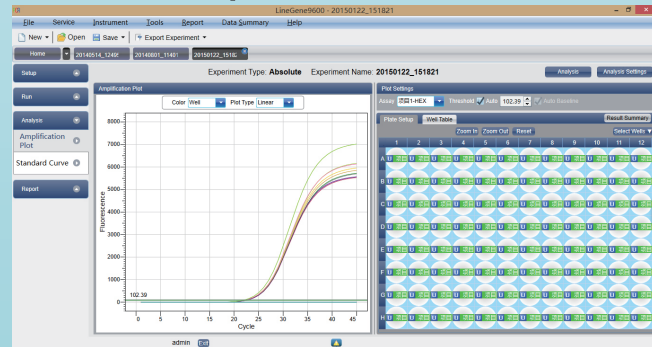 LineGene9600 - 20150122_151821
File Service Instrument Tools Report Data Summary Help
New Open Save Export Experiment
Home 20140514_1249 20140801_11401 20150122_1518
Setup
Experiment Type: Absolute Experiment Name: 20150122_151821
Analysis Analysis Settings
Run
Analysis
Amplification Plot
Standard Curve
Report
Amplification Plot
Color Well Plot Type Linear
Fluorescence
8000
7000
6000
5000
4000
3000
2000
1000
0
102.39
0 5 10 15 20 25 30 35 40 45
Cycle
Plot Settings
Assay 项目1-HEX Threshold Auto 102.39 Auto Baseline
Plate Setup Well Table Result Summary
Zoom In Zoom Out Reset Select Wells
1 2 3 4 5 6 7 8 9 10 11 12
A U U U U U U U U U U U U
B U U U U U U U U U U U U
C U U U U U U U U U U U U
D U U U U U U U U U U U U
E U U U U U U U U U U U U
F U U U U U U U U U U U U
G U U U U U U U U U U U U
H U U U U U U U U U U U U
admin Exit